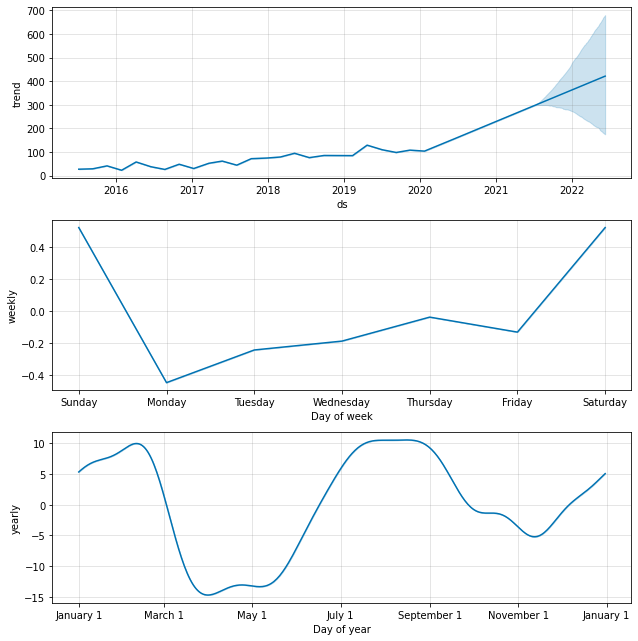 700
600
500
400
300
200
100
0
trend
2016 2017 2018 2019 2020 2021 2022
ds
0.4
0.2
0.0
−0.2
−0.4
weekly
Sunday Monday Tuesday Wednesday Thursday Friday Saturday
Day of week
10
5
0
−5
−10
−15
yearly
January 1 March 1 May 1 July 1 September 1 November 1 January 1
Day of year